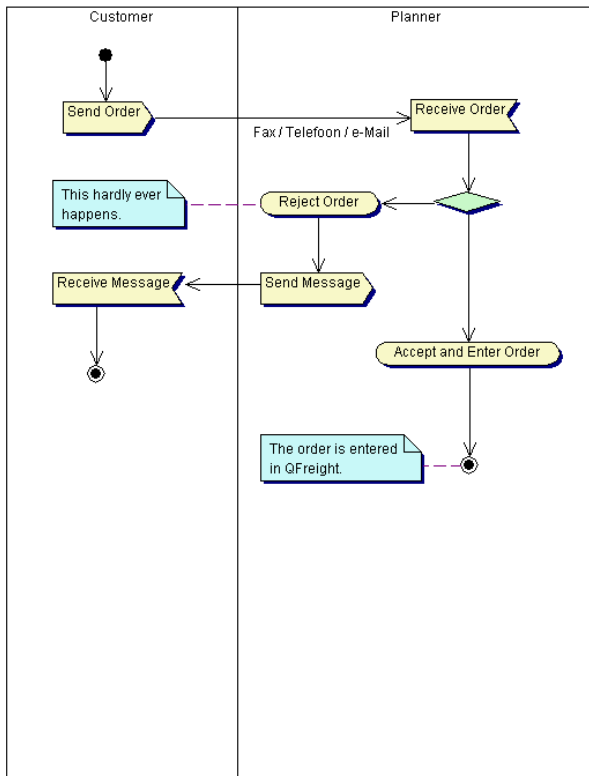 Customer
Planner
Send Order
Receive Order
Fax / Telefoon / e-Mail
This hardly ever
happens.
Reject Order
Receive Message
Send Message
Accept and Enter Order
The order is entered
in QFreight.